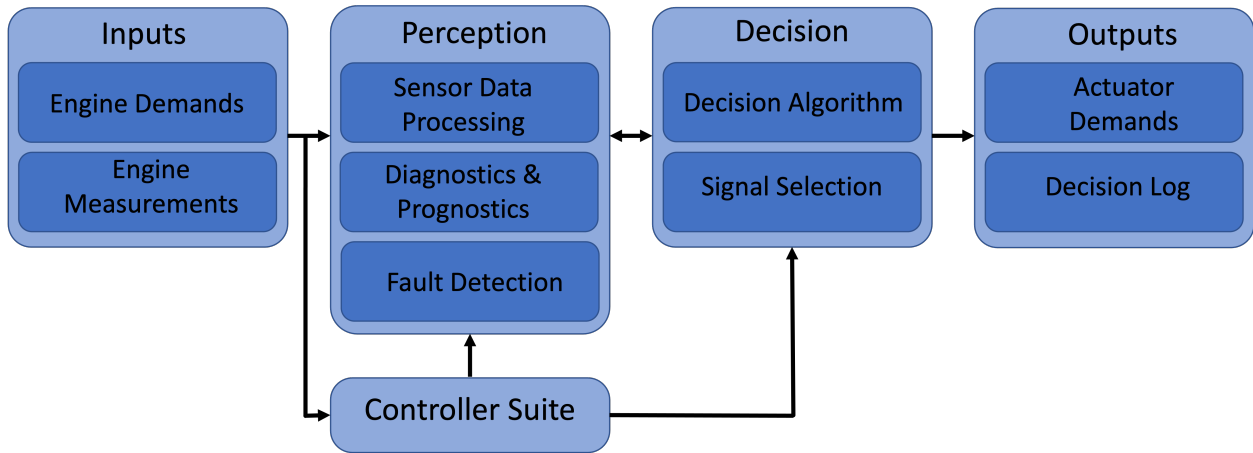 Inputs
Engine Demands
Engine
Measurements
Perception
Sensor Data
Processing
Diagnostics &
Prognostics
Fault Detection
Decision
Decision Algorithm
Signal Selection
Outputs
Actuator
Demands
Decision Log
Controller Suite